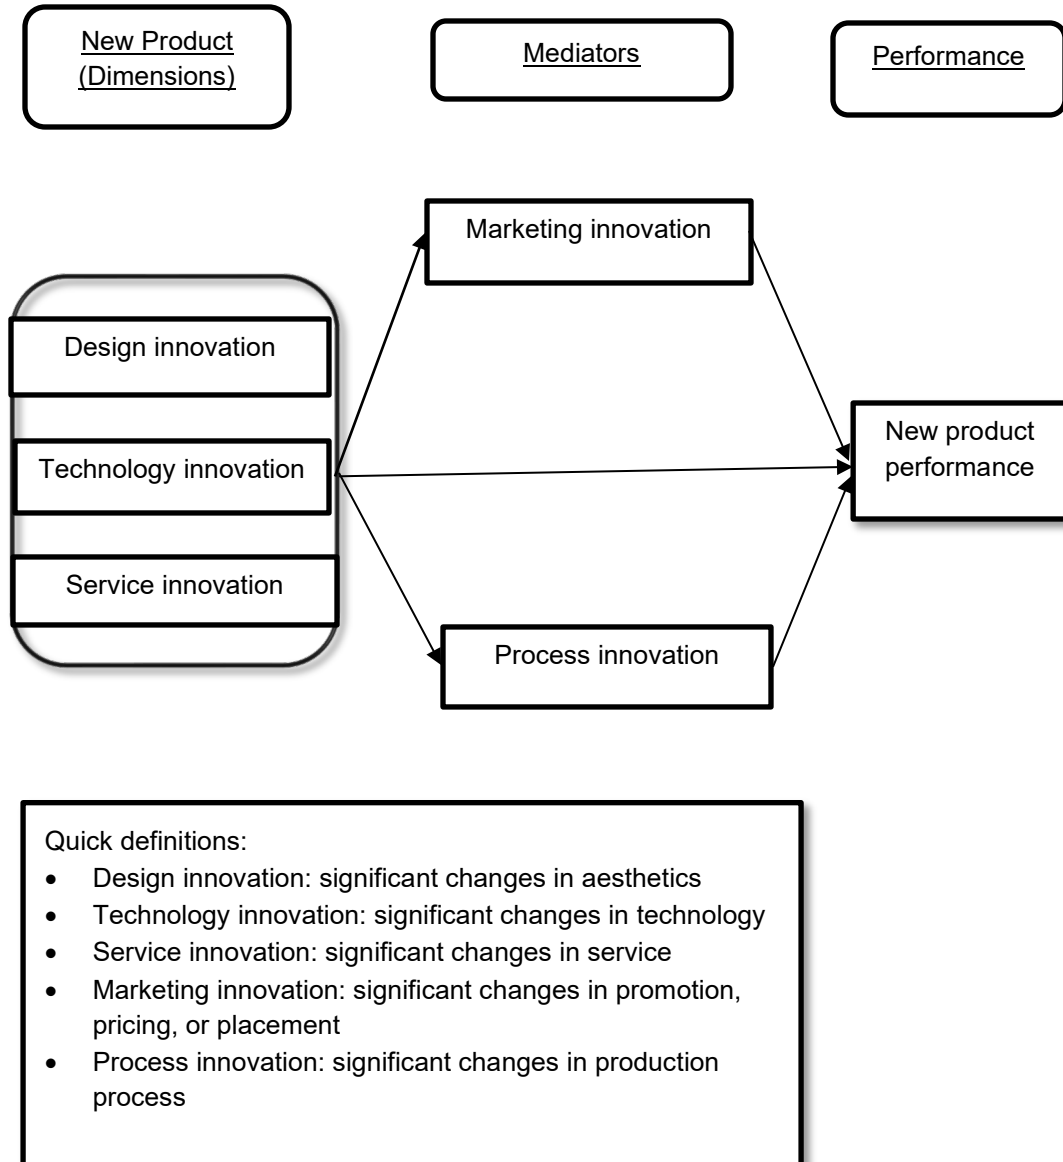 New Product
(Dimensions)
Mediators
Performance
Marketing innovation
Design innovation
Technology innovation
Service innovation
New product
performance
Process innovation
Quick definitions:
• Design innovation: significant changes in aesthetics
• Technology innovation: significant changes in technology
• Service innovation: significant changes in service
• Marketing innovation: significant changes in promotion,
pricing, or placement
• Process innovation: significant changes in production
process